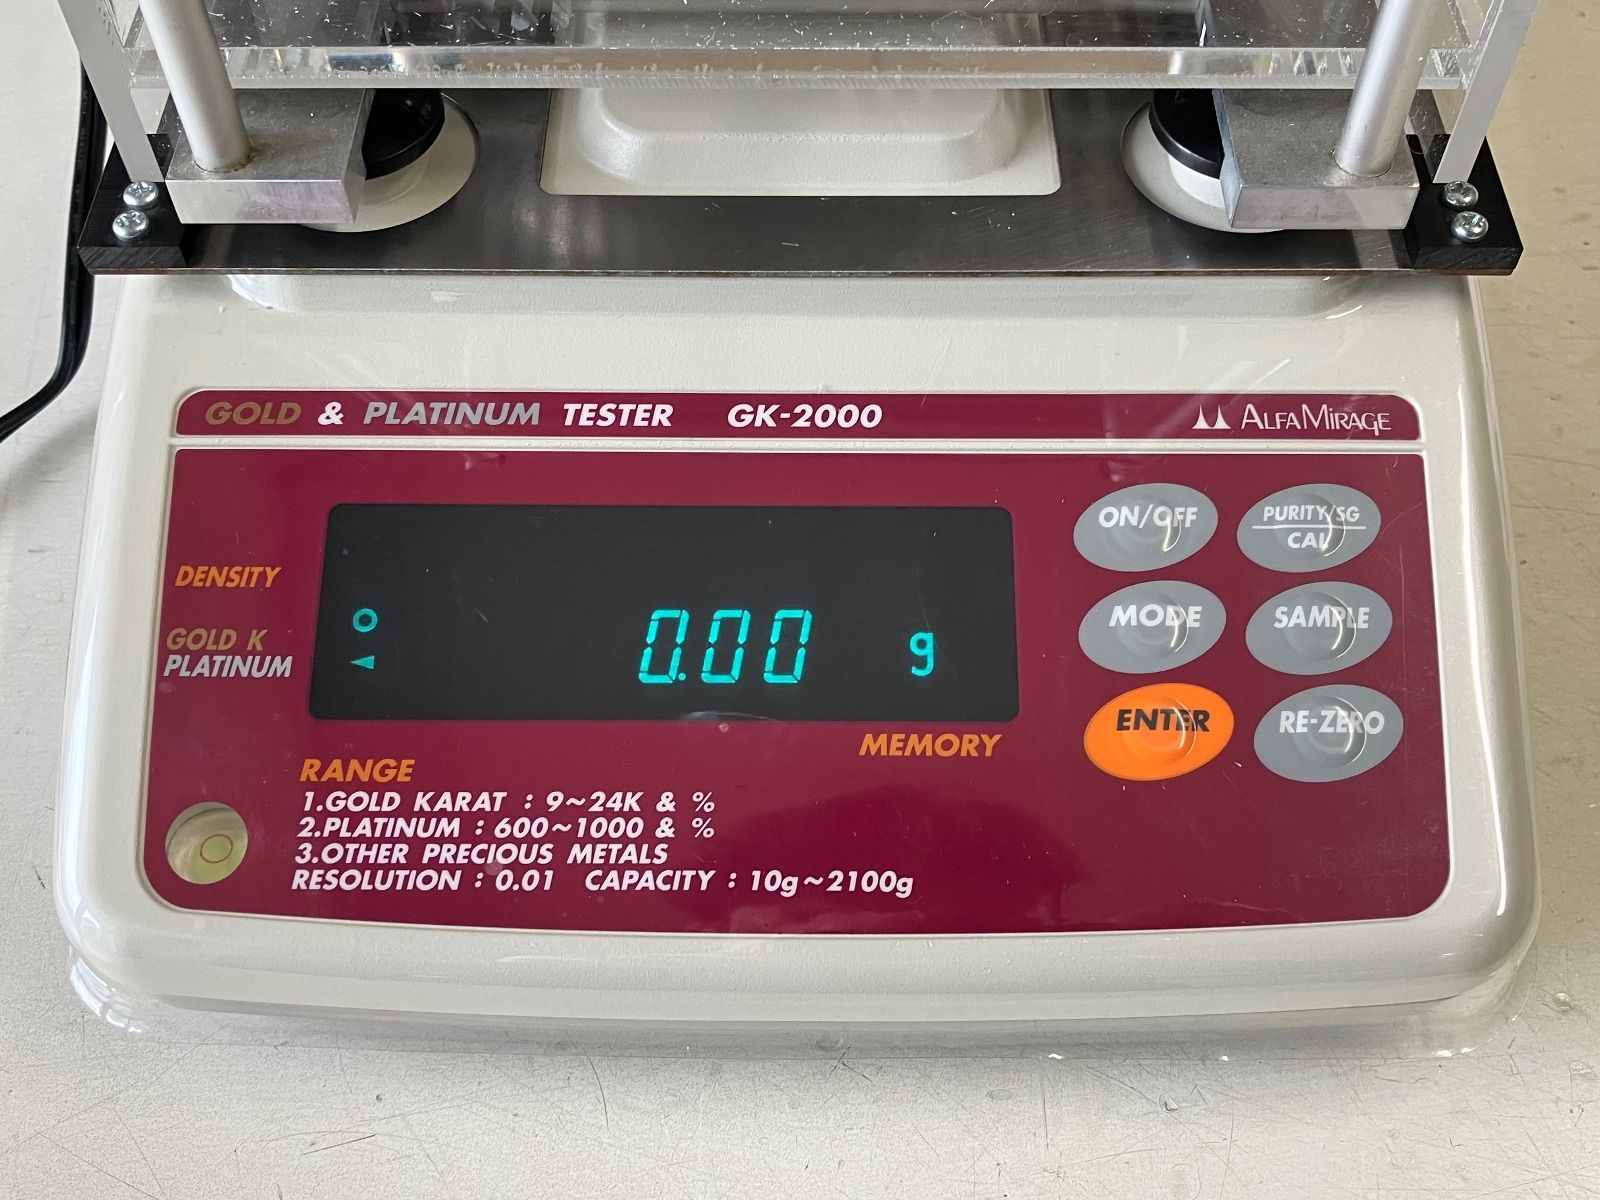 GOLD & PLATINUM TESTER GK-2000 ALFAMIRAGE
ON/OFF
PURITY/SG
CAL
DENSITY
MODE
SAMPLE
GOLD K
PLATINUM
0.00 g
ENTER
RE-ZERO
MEMORY
RANGE
1.GOLD KARAT : 9~24K & %
2.PLATINUM : 600~1000 & %
3.OTHER PRECIOUS METALS
RESOLUTION : 0.01 CAPACITY : 10g~2100g